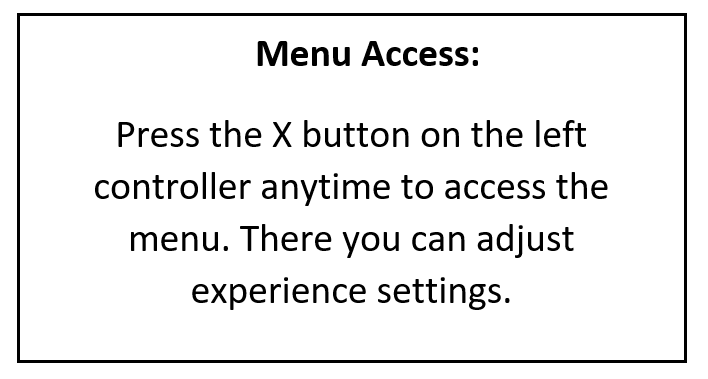 Menu Access:
Press the X button on the left
controller anytime to access the
menu. There you can adjust
experience settings.